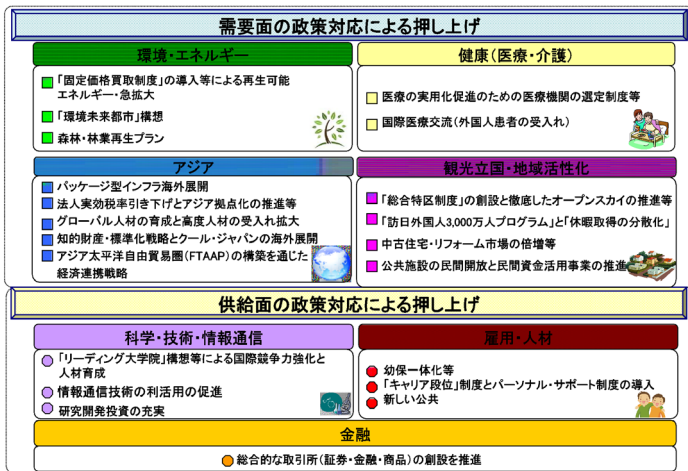 需要面の政策対応による押し上げ
環境・エネルギー
「固定価格買取制度」の導入等による再生可能
エネルギー・急拡大
「環境未来都市」構想
森林・林業再生プラン
健康(医療・介護)
医療の実用化促進のための医療機関の選定制度等
国際医療交流(外国人患者の受入れ)
アジア
パッケージ型インフラ海外展開
法人実効税率引き下げとアジア拠点化の推進等
グローバル人材の育成と高度人材の受入れ拡大
知的財産・標準化戦略とクール・ジャパンの海外展開
アジア太平洋自由貿易圏(FTAAP)の構築を通じた
経済連携戦略
観光立国・地域活性化
「総合特区制度」の創設と徹底したオープンスカイの推進等
「訪日外国人3,000万人プログラム」と「休暇取得の分散化」
中古住宅・リフォーム市場の倍増等
公共施設の民間開放と民間資金活用事業の推進
供給面の政策対応による押し上げ
科学・技術・情報通信
「リーディング大学院」構想等による国際競争力強化と
人材育成
情報通信技術の利活用の促進
研究開発投資の充実
雇用・人材
幼保一体化等
「キャリア段位」制度とパーソナル・サポート制度の導入
新しい公共
金融
総合的な取引所(証券・金融・商品)の創設を推進